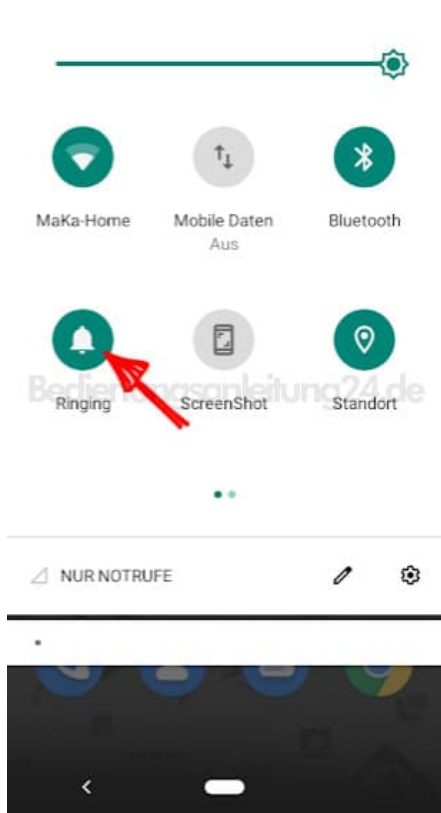 MaKa-Home
Mobile Daten
Bluetooth
Aus
Bedienungsanleitung24.de
Ringing
ScreenShot
Standort
NUR NOTRUFE